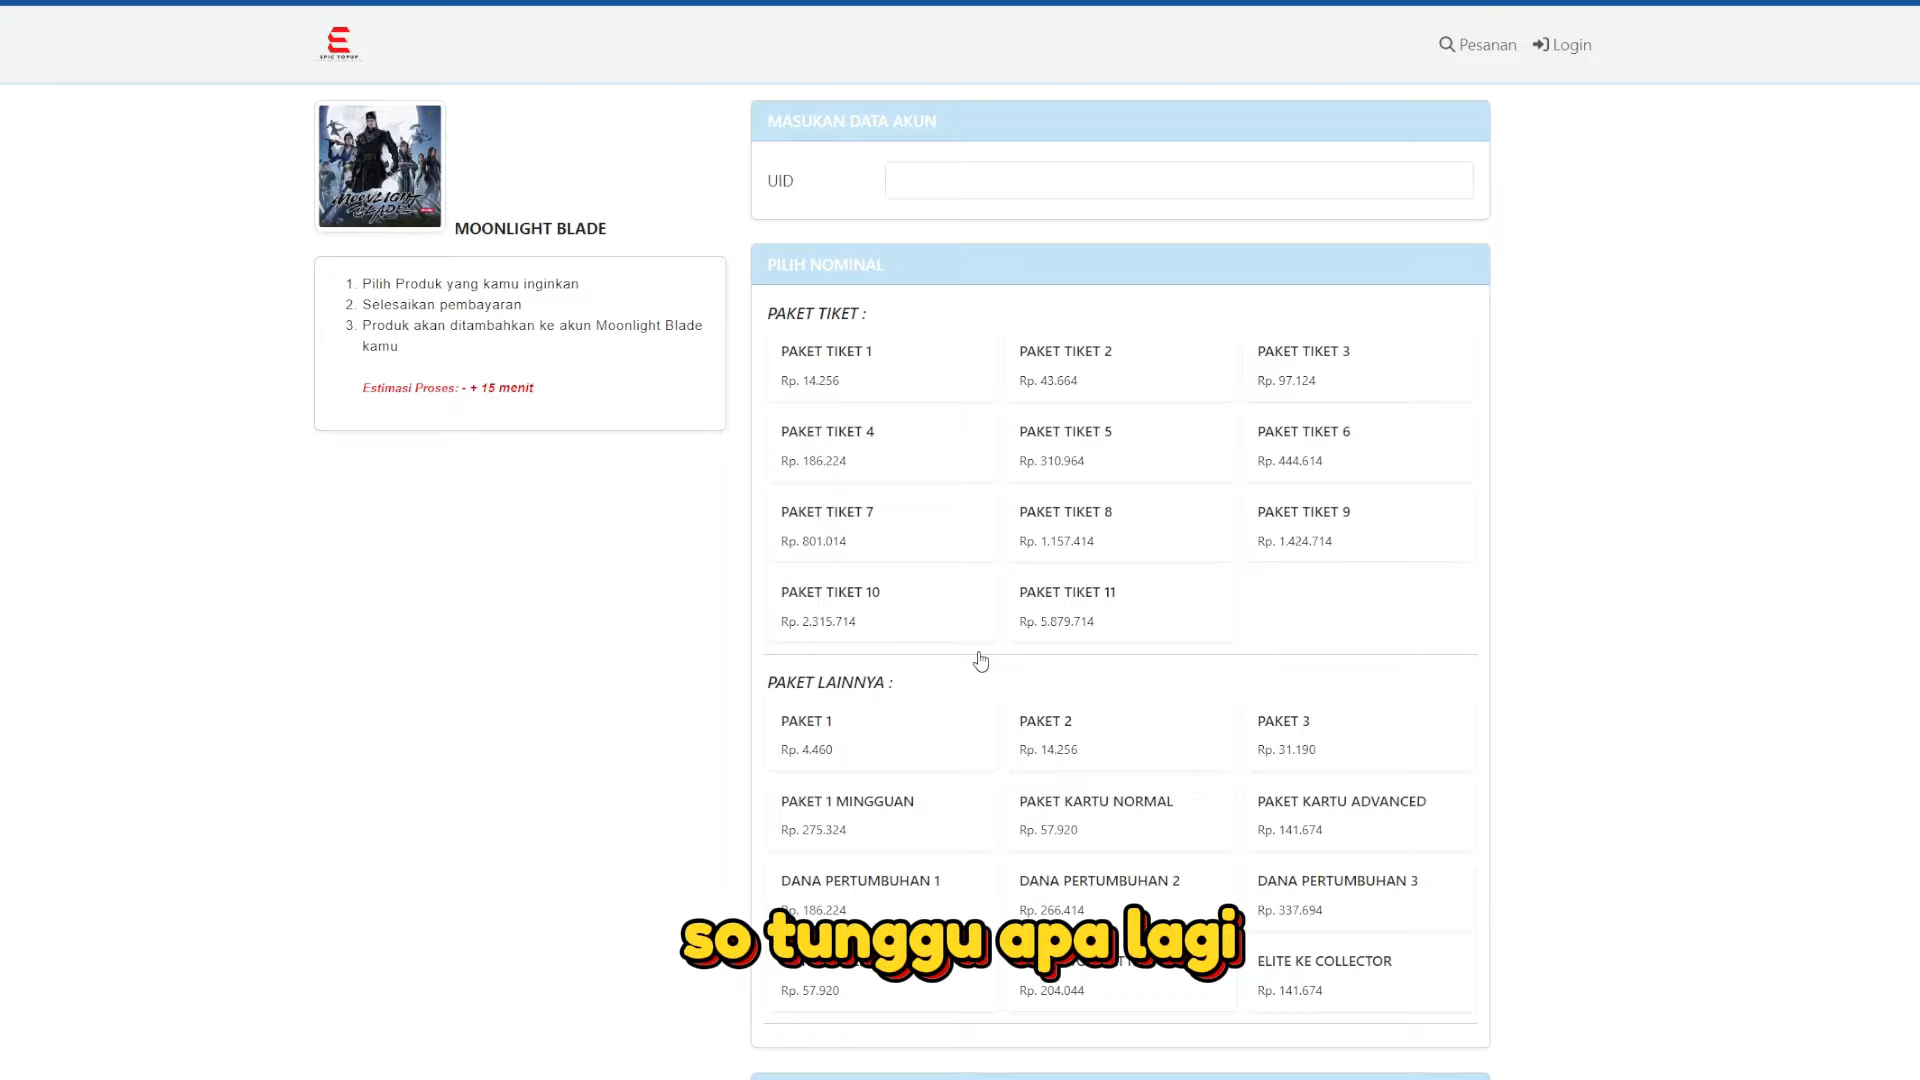 EPIC TOPUP
Pesanan
Login
MOONLIGHT BLADE
MOONLIGHT BLADE
1. Pilih Produk yang kamu inginkan
2. Selesaikan pembayaran
3. Produk akan ditambahkan ke akun Moonlight Blade
kamu
Estimasi Proses: - + 15 menit
MASUKAN DATA AKUN
UID
PILIH NOMINAL
PAKET TIKET :
PAKET TIKET 1
Rp. 14.256
PAKET TIKET 2
Rp. 43.664
PAKET TIKET 3
Rp. 97.124
PAKET TIKET 4
Rp. 186.224
PAKET TIKET 5
Rp. 310.964
PAKET TIKET 6
Rp. 444.614
PAKET TIKET 7
Rp. 801.014
PAKET TIKET 8
Rp. 1.157.414
PAKET TIKET 9
Rp. 1.424.714
PAKET TIKET 10
Rp. 2.315.714
PAKET TIKET 11
Rp. 5.879.714
PAKET LAINNYA :
PAKET 1
Rp. 4.460
PAKET 2
Rp. 14.256
PAKET 3
Rp. 31.190
PAKET 1 MINGGUAN
Rp. 275.324
PAKET KARTU NORMAL
Rp. 57.920
PAKET KARTU ADVANCED
Rp. 141.674
DANA PERTUMBUHAN 1
Rp. 186.224
DANA PERTUMBUHAN 2
Rp. 266.414
DANA PERTUMBUHAN 3
Rp. 337.694
so tunggu apa lagi
Rp. 57.920
Rp. 204.044
ELITE KE COLLECTOR
Rp. 141.674